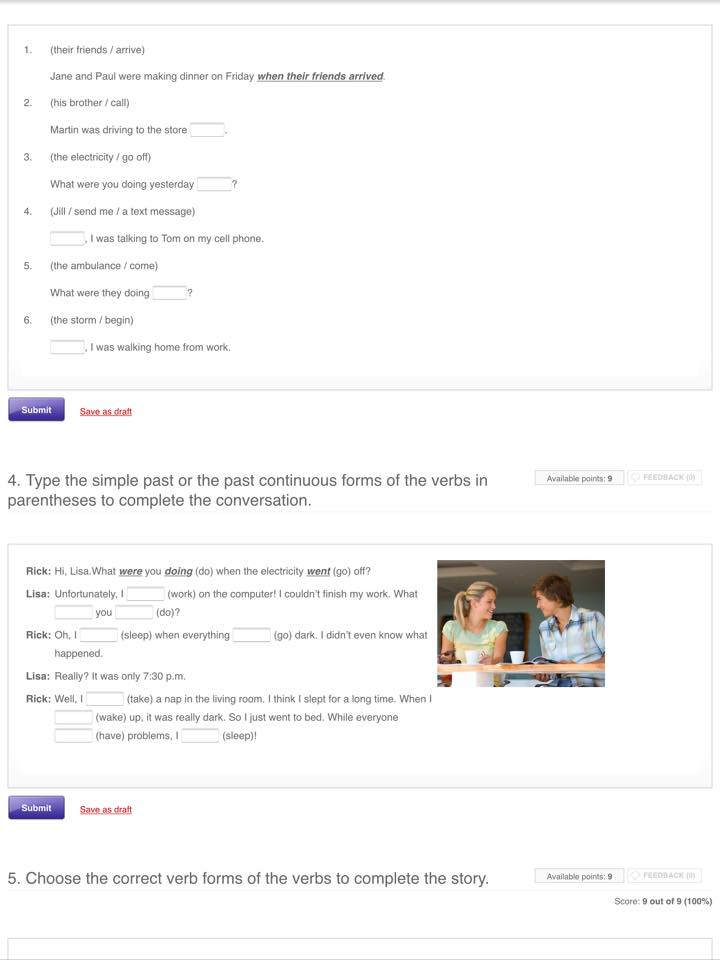 1. (their friends / arrive)
Jane and Paul were making dinner on Friday when their friends arrived.
2. (his brother / call)
Martin was driving to the store .
3. (the electricity / go off)
What were you doing yesterday ?
4. (Jill / send me / a text message)
, I was talking to Tom on my cell phone.
5. (the ambulance / come)
What were they doing ?
6. (the storm / begin)
, I was walking home from work.
Submit Save as draft
4. Type the simple past or the past continuous forms of the verbs in
parentheses to complete the conversation.
Available points: 9 FEEDBACK (0)
Rick: Hi, Lisa.What were you doing (do) when the electricity went (go) off?
Lisa: Unfortunately, I (work) on the computer! I couldn't finish my work. What
you (do)?
Rick: Oh, I (sleep) when everything (go) dark. I didn't even know what
happened.
Lisa: Really? It was only 7:30 p.m.
Rick: Well, I (take) a nap in the living room. I think I slept for a long time. When I
(wake) up, it was really dark. So I just went to bed. While everyone
(have) problems, I (sleep)!
Submit Save as draft
5. Choose the correct verb forms of the verbs to complete the story.
Available points: 9 FEEDBACK (0)
Score: 9 out of 9 (100%)